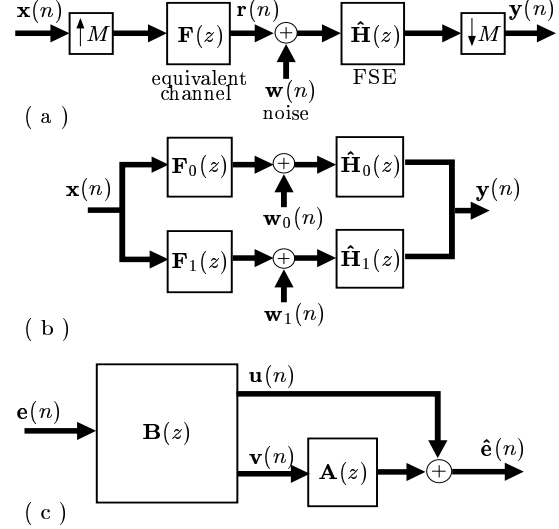 x(n) r(n) y(n)
↑M F(z) + Ĥ(z) ↓M
equivalent channel w(n) noise FSE
( a )
F₀(z) + Ĥ₀(z)
x(n) w₀(n) y(n)
F₁(z) + Ĥ₁(z)
w₁(n)
( b )
u(n)
e(n) B(z) ê(n)
v(n) A(z) +
( c )